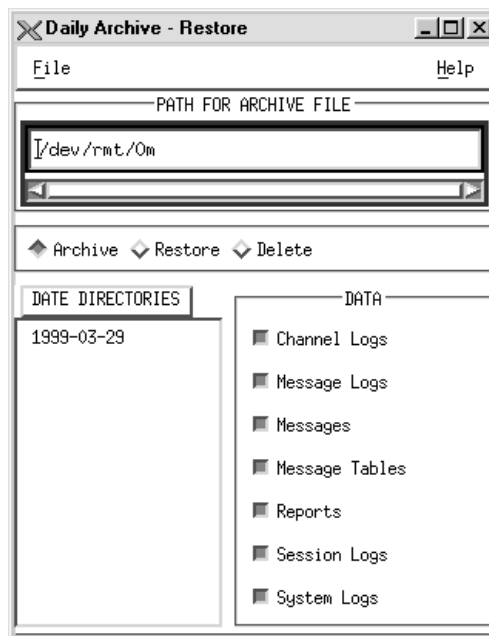 Daily Archive - Restore
File Help
PATH FOR ARCHIVE FILE
/dev/rmt/0m
Archive Restore Delete
DATE DIRECTORIES
1999-03-29
DATA
Channel Logs
Message Logs
Messages
Message Tables
Reports
Session Logs
System Logs